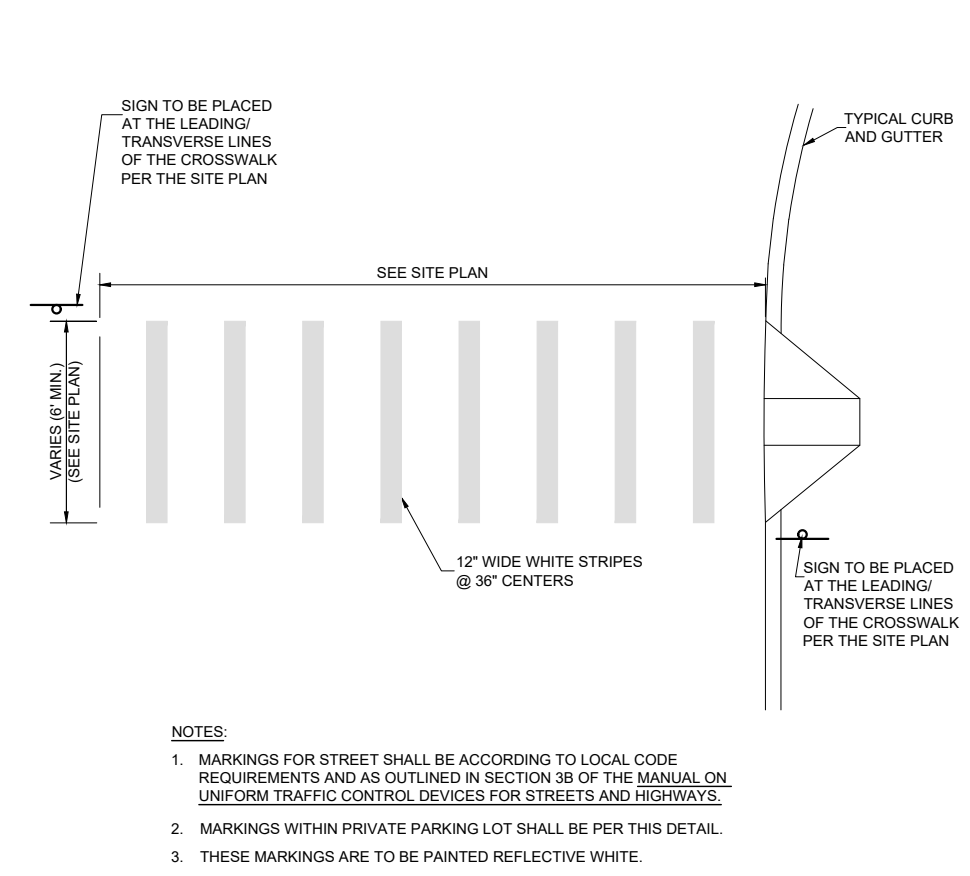 SIGN TO BE PLACED
AT THE LEADING/
TRANSVERSE LINES
OF THE CROSSWALK
PER THE SITE PLAN
TYPICAL CURB
AND GUTTER
SEE SITE PLAN
VARIES (6' MIN.)
(SEE SITE PLAN)
12" WIDE WHITE STRIPES
@ 36" CENTERS
SIGN TO BE PLACED
AT THE LEADING/
TRANSVERSE LINES
OF THE CROSSWALK
PER THE SITE PLAN
NOTES:
1. MARKINGS FOR STREET SHALL BE ACCORDING TO LOCAL CODE
REQUIREMENTS AND AS OUTLINED IN SECTION 3B OF THE MANUAL ON
UNIFORM TRAFFIC CONTROL DEVICES FOR STREETS AND HIGHWAYS.
2. MARKINGS WITHIN PRIVATE PARKING LOT SHALL BE PER THIS DETAIL.
3. THESE MARKINGS ARE TO BE PAINTED REFLECTIVE WHITE.